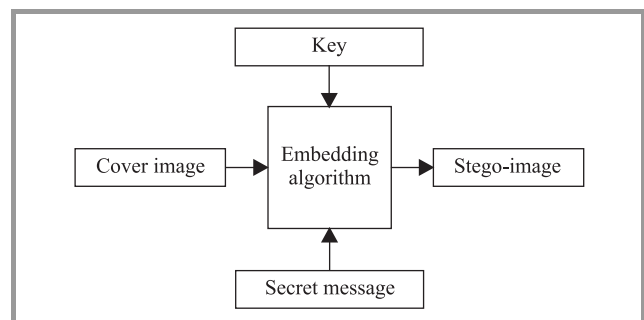 Key
Cover image
Embedding
algorithm
Stego-image
Secret message